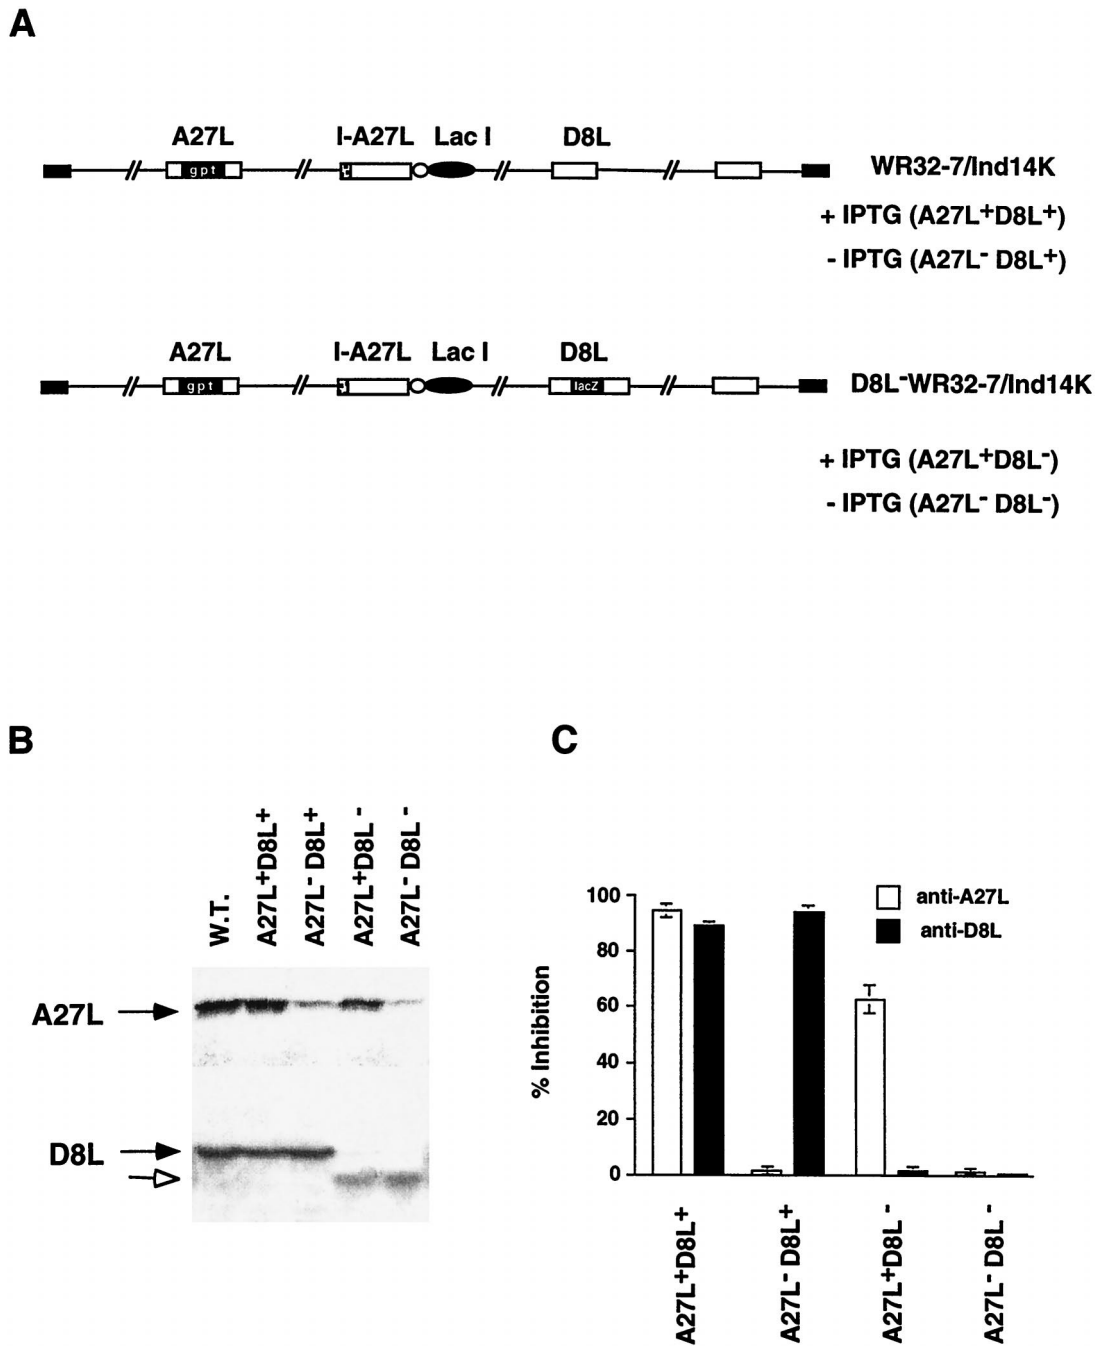 A
A27L I-A27L Lac I D8L
gpt WR32-7/Ind14K
+ IPTG (A27L+D8L+)
- IPTG (A27L- D8L+)
A27L I-A27L Lac I D8L
gpt lacZ D8L-WR32-7/Ind14K
+ IPTG (A27L+D8L-)
- IPTG (A27L- D8L-)
B
W.T.
A27L+D8L+
A27L- D8L+
A27L+D8L-
A27L- D8L-
A27L
D8L
C
% Inhibition
100
80
60
40
20
0
anti-A27L
anti-D8L
A27L+D8L+
A27L- D8L+
A27L+D8L-
A27L- D8L-